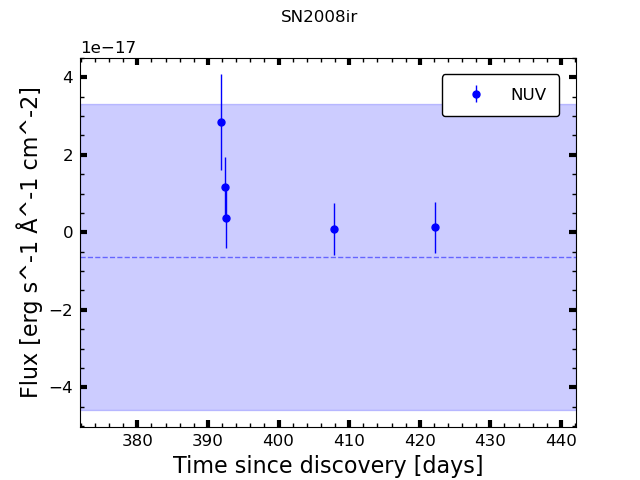 SN2008ir
1e−17
NUV
4
2
0
−2
−4
Flux [erg s^-1 Å^-1 cm^-2]
380 390 400 410 420 430 440
Time since discovery [days]